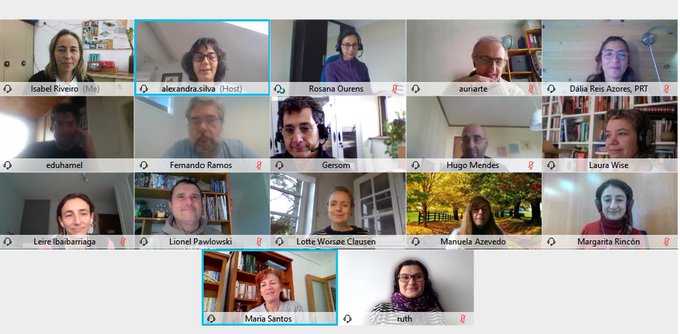 Isabel Riveiro (Me)
alexandra.silva (Host)
Rosana Ourens
auriarte
Dália Reis Azores, PRT
eduhamel
Fernando Ramos
Gersom
Hugo Mendes
Laura Wise
Leire Ibaibarriaga
Lionel Pawlowski
Lotte Worsøe Clausen
Manuela Azevedo
Margarita Rincón
Maria Santos
ruth